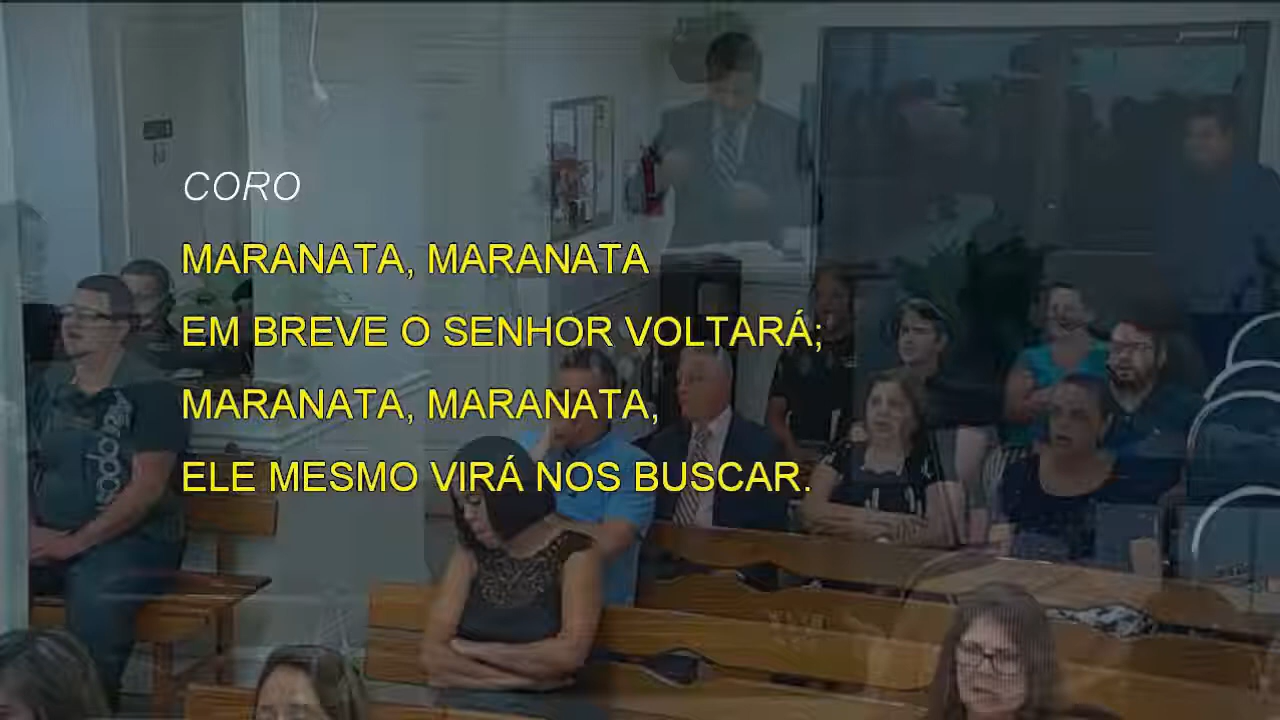 CORO
MARANATA, MARANATA
EM BREVE O SENHOR VOLTARÁ;
MARANATA, MARANATA,
ELE MESMO VIRÁ NOS BUSCAR.